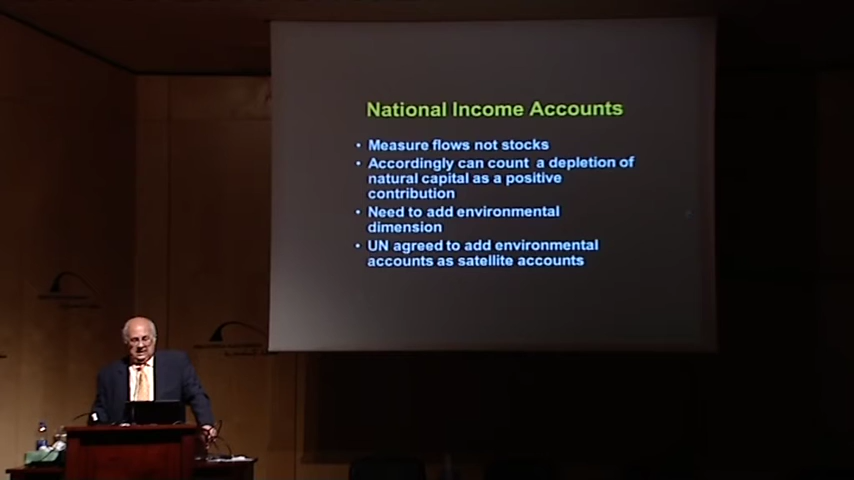 National Income Accounts
• Measure flows not stocks
• Accordingly can count a depletion of
natural capital as a positive
contribution
• Need to add environmental
dimension
• UN agreed to add environmental
accounts as satellite accounts